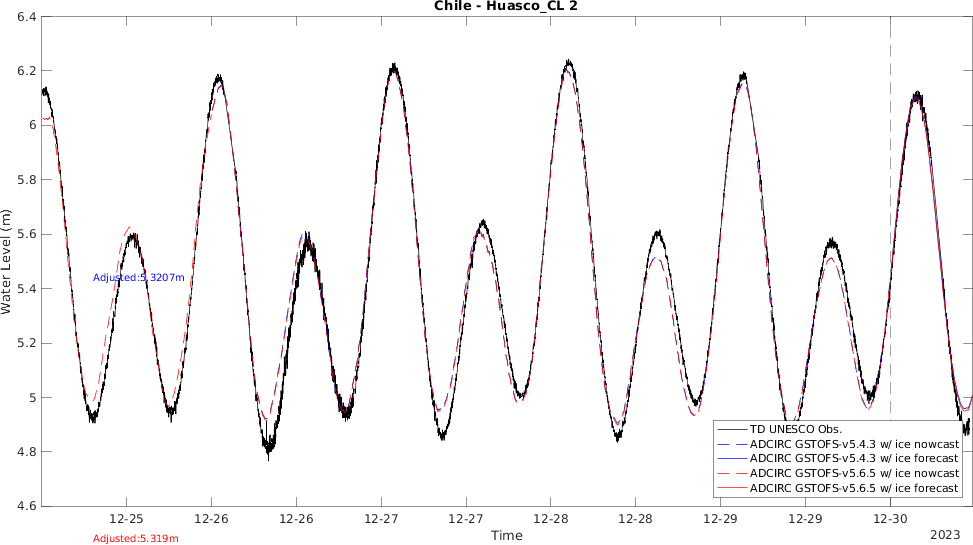 Chile - Huasco_CL 2
6.4
6.2
6
5.8
5.6
5.4
5.2
5
4.8
4.6
Water Level (m)
Adjusted:5.3207m
TD UNESCO Obs.
ADCIRC GSTOFS-v5.4.3 w/ ice nowcast
ADCIRC GSTOFS-v5.4.3 w/ ice forecast
ADCIRC GSTOFS-v5.6.5 w/ ice nowcast
ADCIRC GSTOFS-v5.6.5 w/ ice forecast
12-25 12-26 12-26 12-27 12-27 12-28 12-28 12-29 12-29 12-30
Time
2023
Adjusted:5.319m